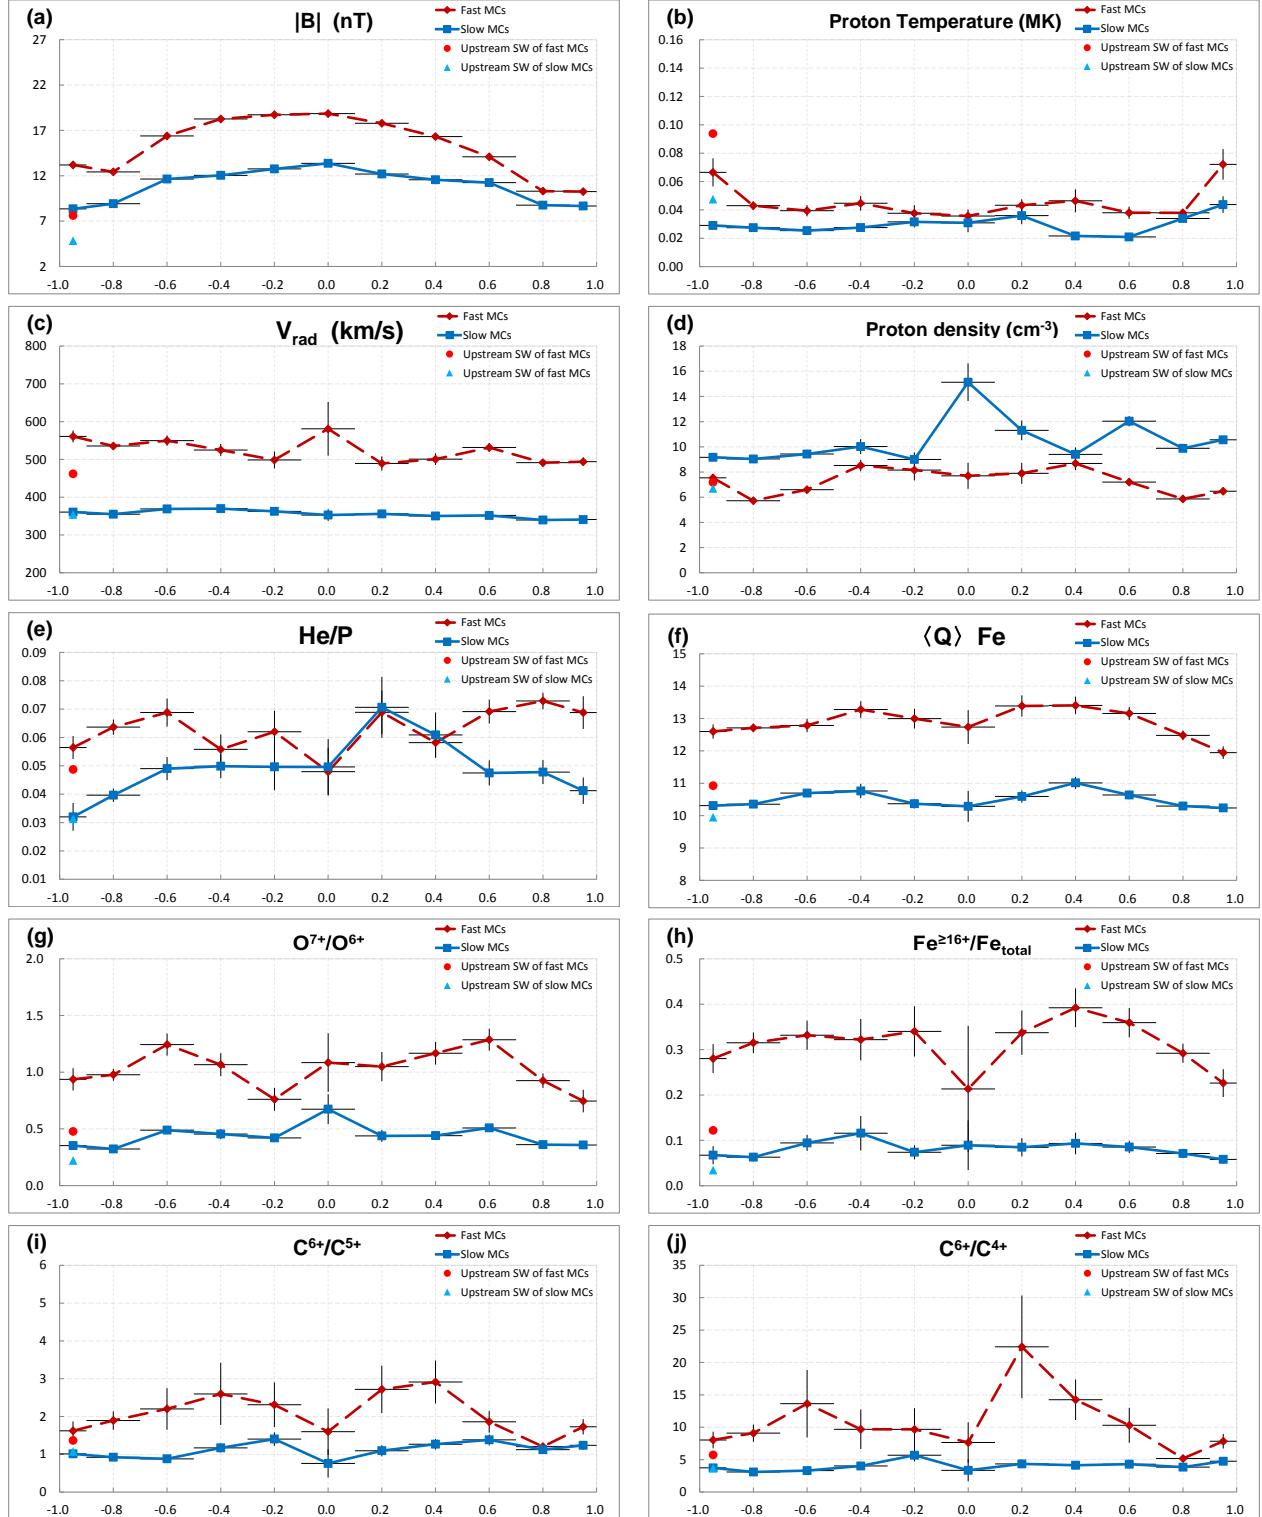 (a)
|B| (nT)
Fast MCs
Slow MCs
Upstream SW of fast MCs
Upstream SW of slow MCs
27
22
17
12
7
2
-1.0 -0.8 -0.6 -0.4 -0.2 0.0 0.2 0.4 0.6 0.8 1.0
(b)
Proton Temperature (MK)
Fast MCs
Slow MCs
Upstream SW of fast MCs
Upstream SW of slow MCs
0.16
0.14
0.12
0.10
0.08
0.06
0.04
0.02
0.00
-1.0 -0.8 -0.6 -0.4 -0.2 0.0 0.2 0.4 0.6 0.8 1.0
(c)
V_rad (km/s)
Fast MCs
Slow MCs
Upstream SW of fast MCs
Upstream SW of slow MCs
800
700
600
500
400
300
200
-1.0 -0.8 -0.6 -0.4 -0.2 0.0 0.2 0.4 0.6 0.8 1.0
(d)
Proton density (cm⁻³)
Fast MCs
Slow MCs
Upstream SW of fast MCs
Upstream SW of slow MCs
18
16
14
12
10
8
6
4
2
0
-1.0 -0.8 -0.6 -0.4 -0.2 0.0 0.2 0.4 0.6 0.8 1.0
(e)
He/P
Fast MCs
Slow MCs
Upstream SW of fast MCs
Upstream SW of slow MCs
0.09
0.08
0.07
0.06
0.05
0.04
0.03
0.02
0.01
-1.0 -0.8 -0.6 -0.4 -0.2 0.0 0.2 0.4 0.6 0.8 1.0
(f)
〈Q〉 Fe
Fast MCs
Slow MCs
Upstream SW of fast MCs
Upstream SW of slow MCs
15
14
13
12
11
10
9
8
-1.0 -0.8 -0.6 -0.4 -0.2 0.0 0.2 0.4 0.6 0.8 1.0
(g)
O⁷⁺/O⁶⁺
Fast MCs
Slow MCs
Upstream SW of fast MCs
Upstream SW of slow MCs
2.0
1.5
1.0
0.5
0.0
-1.0 -0.8 -0.6 -0.4 -0.2 0.0 0.2 0.4 0.6 0.8 1.0
(h)
Fe^≥16+/Fe_total
Fast MCs
Slow MCs
Upstream SW of fast MCs
Upstream SW of slow MCs
0.5
0.4
0.3
0.2
0.1
0.0
-1.0 -0.8 -0.6 -0.4 -0.2 0.0 0.2 0.4 0.6 0.8 1.0
(i)
C⁶⁺/C⁵⁺
Fast MCs
Slow MCs
Upstream SW of fast MCs
Upstream SW of slow MCs
6
5
4
3
2
1
0
-1.0 -0.8 -0.6 -0.4 -0.2 0.0 0.2 0.4 0.6 0.8 1.0
(j)
C⁶⁺/C⁴⁺
Fast MCs
Slow MCs
Upstream SW of fast MCs
Upstream SW of slow MCs
35
30
25
20
15
10
5
0
-1.0 -0.8 -0.6 -0.4 -0.2 0.0 0.2 0.4 0.6 0.8 1.0